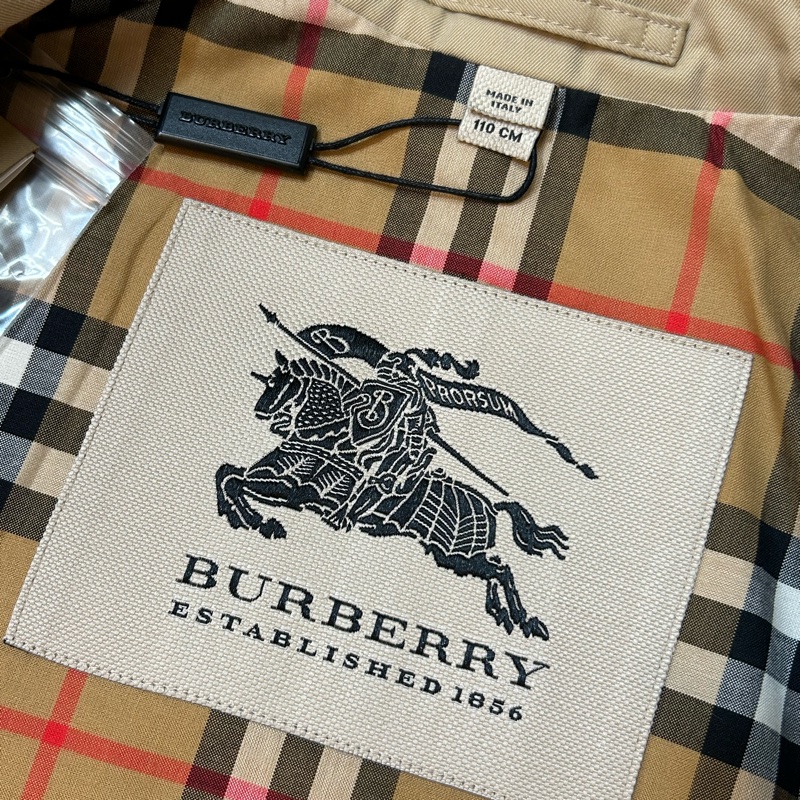 MADE IN
ITALY
110 CM
BURBERRY
B
PRORSUM
B
BURBERRY
ESTABLISHED 1856